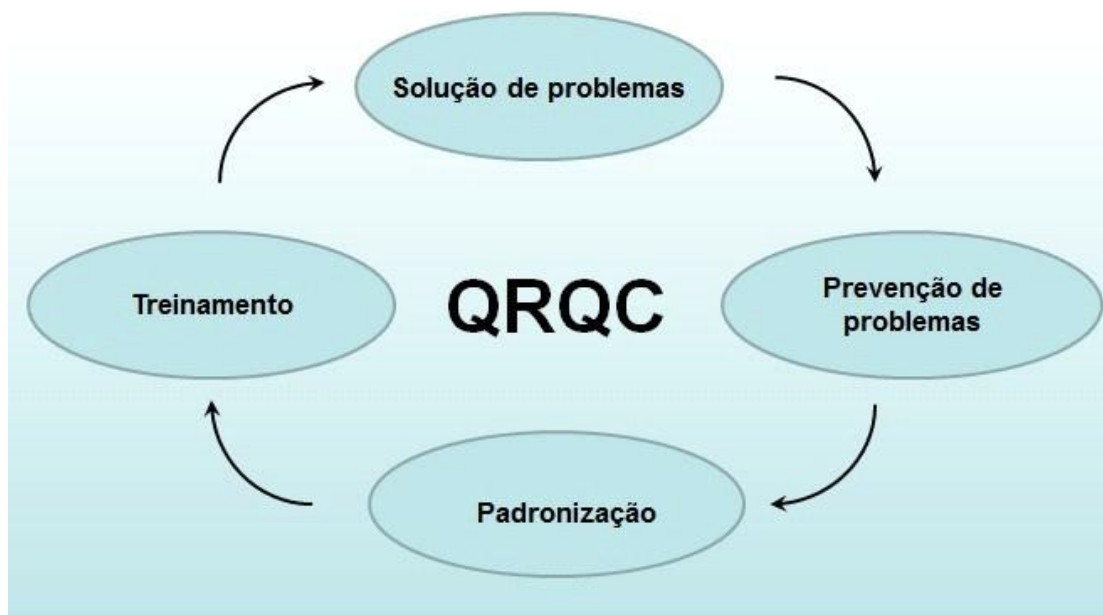 Solução de problemas
Treinamento
QRQC
Prevenção de
problemas
Padronização